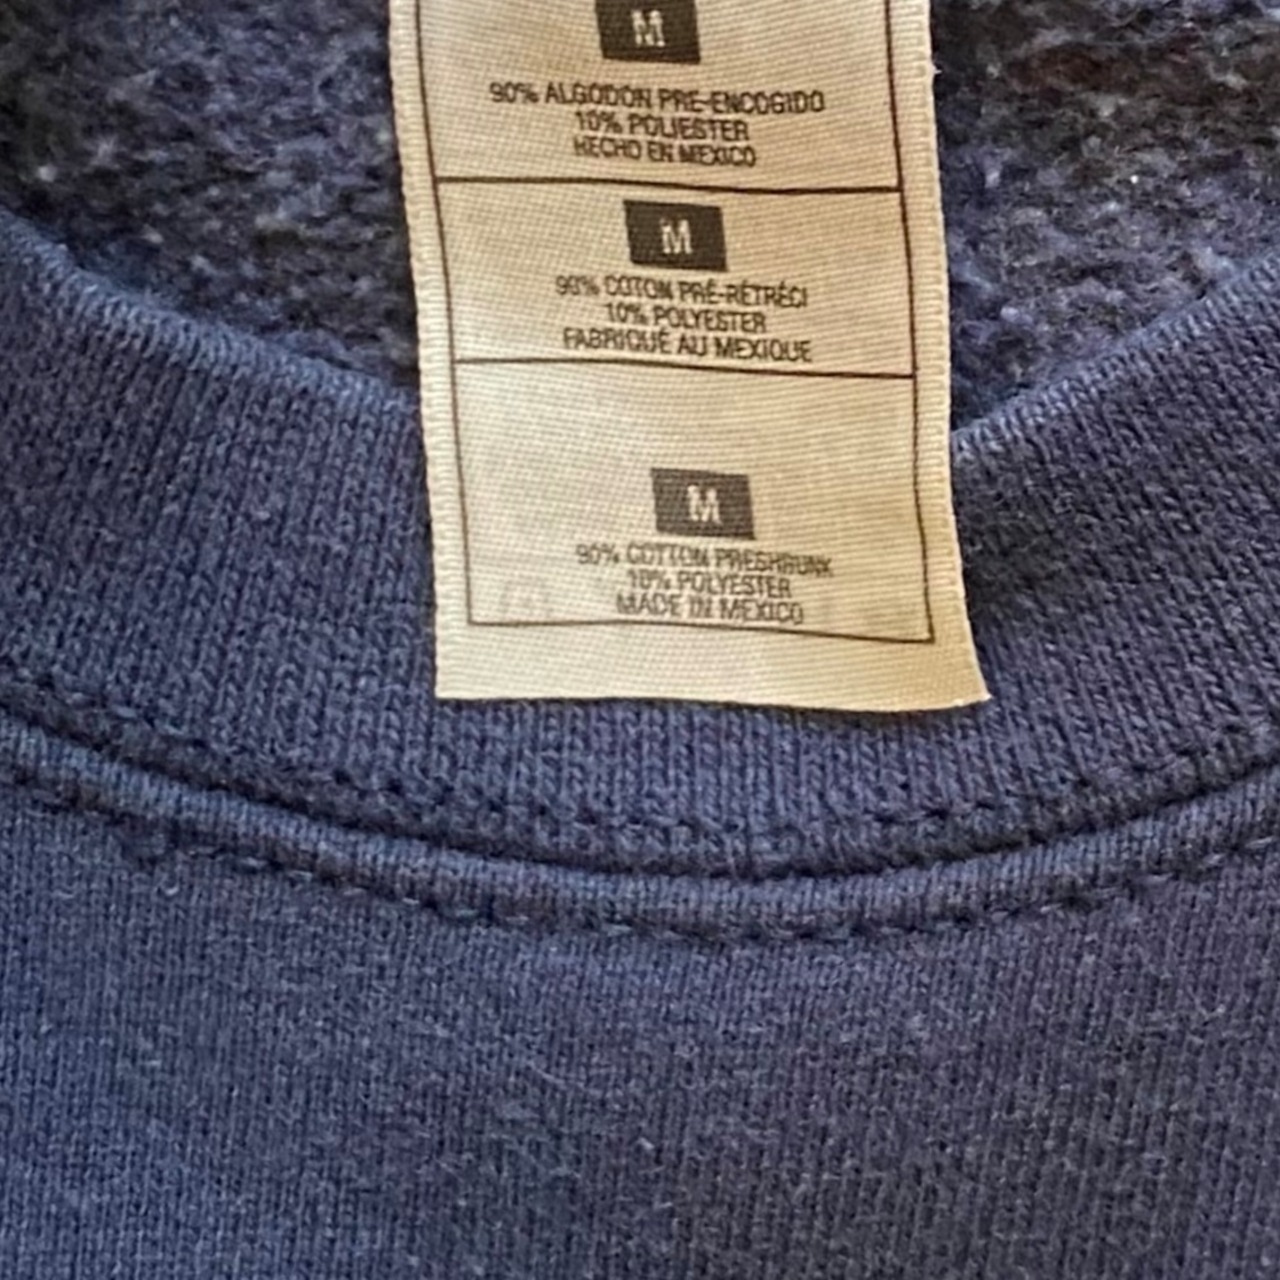 M
90% ALGODON PRE-ENCOGIDO
10% POLIESTER
HECHO EN MEXICO
M
90% COTON PRÉ-RÉTRÉCI
10% POLYESTER
FABRIQUÉ AU MEXIQUE
M
90% COTTON PRESHRUNK
10% POLYESTER
MADE IN MEXICO